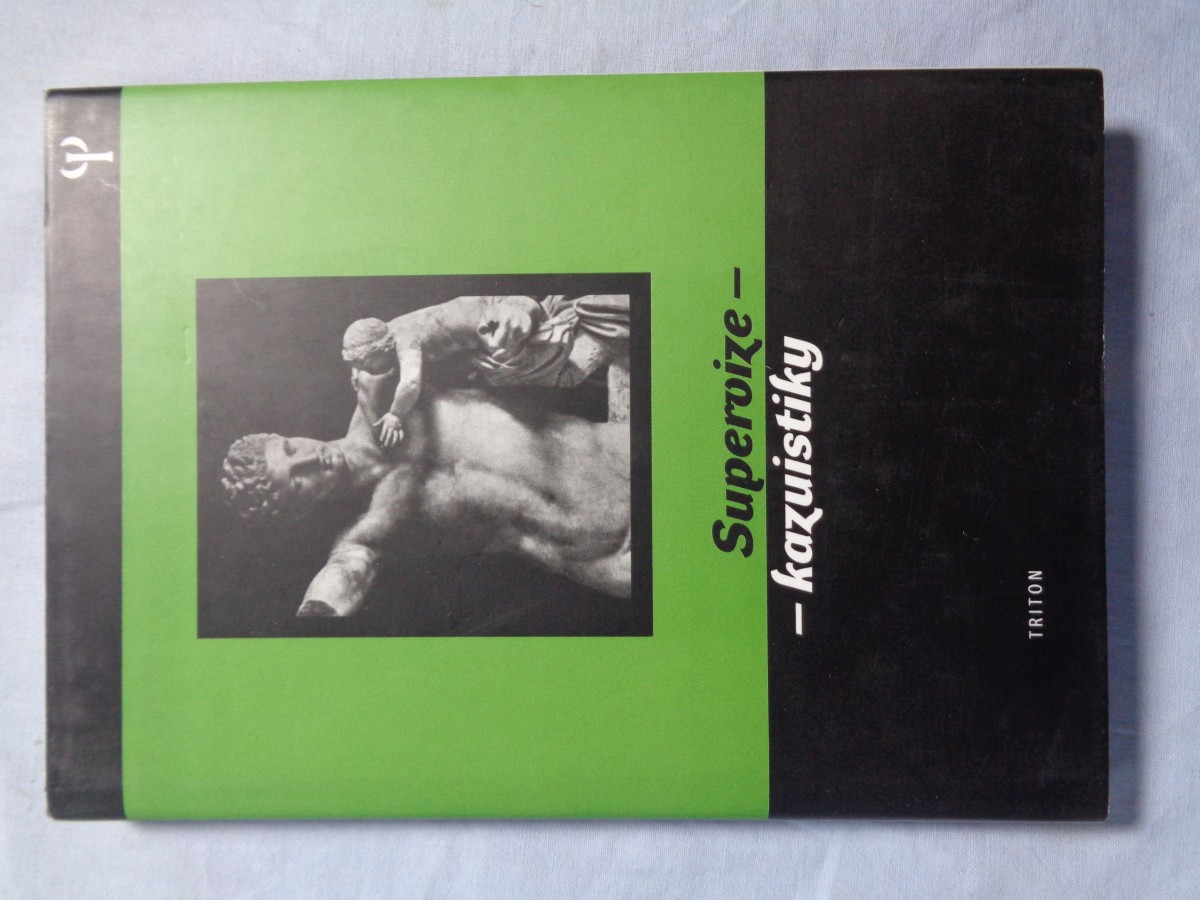 Ψ
Supervize –
– kazuistiky
TRITON